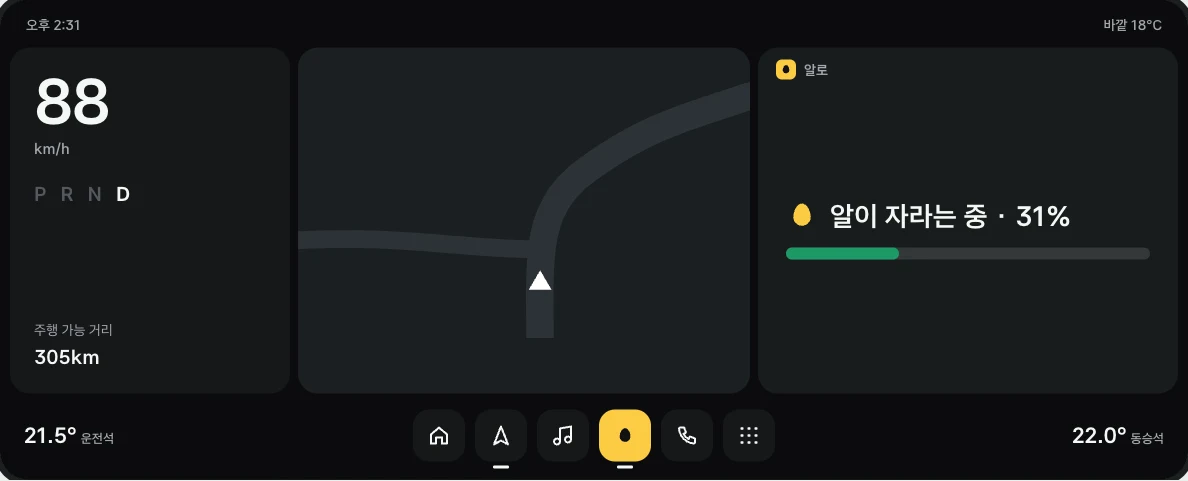 오후 2:31
바깥 18°C
88
km/h
P R N D
주행 가능 거리
305km
알로
알이 자라는 중 · 31%
21.5° 운전석
22.0° 동승석